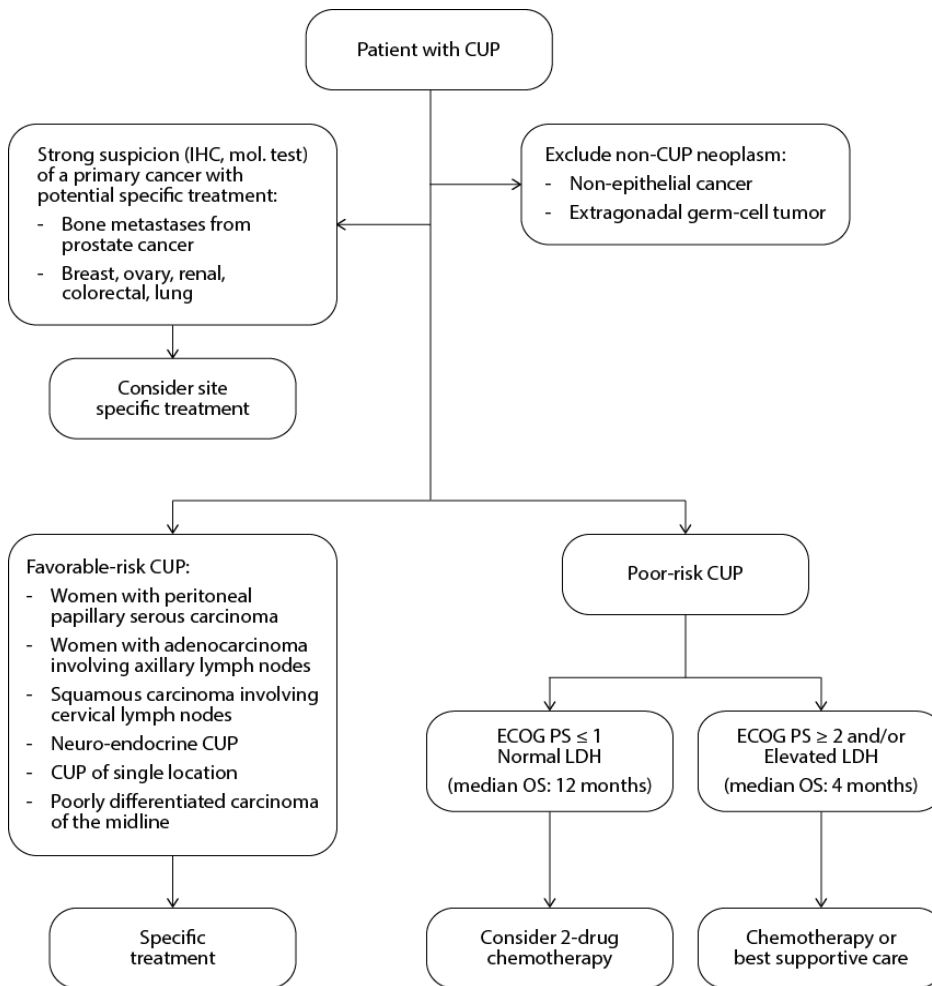 Patient with CUP
Strong suspicion (IHC, mol. test)
of a primary cancer with
potential specific treatment:
- Bone metastases from
prostate cancer
- Breast, ovary, renal,
colorectal, lung
Exclude non-CUP neoplasm:
- Non-epithelial cancer
- Extragonadal germ-cell tumor
Consider site
specific treatment
Favorable-risk CUP:
- Women with peritoneal
papillary serous carcinoma
- Women with adenocarcinoma
involving axillary lymph nodes
- Squamous carcinoma involving
cervical lymph nodes
- Neuro-endocrine CUP
- CUP of single location
- Poorly differentiated carcinoma
of the midline
Poor-risk CUP
ECOG PS ≤ 1
Normal LDH
(median OS: 12 months)
ECOG PS ≥ 2 and/or
Elevated LDH
(median OS: 4 months)
Specific
treatment
Consider 2-drug
chemotherapy
Chemotherapy or
best supportive care